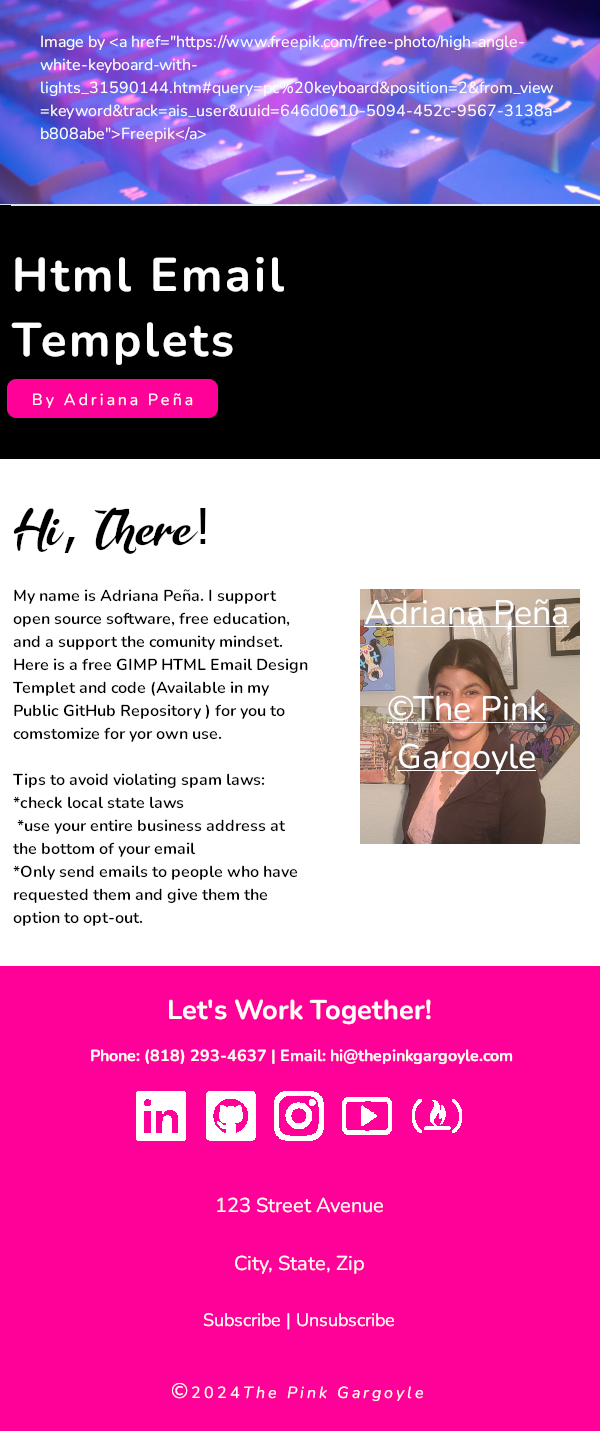 Image by <a href="https://www.freepik.com/free-photo/high-angle-
white-keyboard-with-
lights_31590144.htm#query=pc%20keyboard&position=2&from_view
=keyword&track=ais_user&uuid=646d0610-5094-452c-9567-3138a
b808abe">Freepik</a>
Html Email
Templets
By Adriana Peña
Hi, There!
My name is Adriana Peña. I support
open source software, free education,
and a support the comunity mindset.
Here is a free GIMP HTML Email Design
Templet and code (Available in my
Public GitHub Repository ) for you to
comstomize for yor own use.
Tips to avoid violating spam laws:
*check local state laws
*use your entire business address at
the bottom of your email
*Only send emails to people who have
requested them and give them the
option to opt-out.
Adriana Peña
©The Pink
Gargoyle
Let's Work Together!
Phone: (818) 293-4637 | Email: hi@thepinkgargoyle.com
in
123 Street Avenue
City, State, Zip
Subscribe | Unsubscribe
©2024The Pink Gargoyle